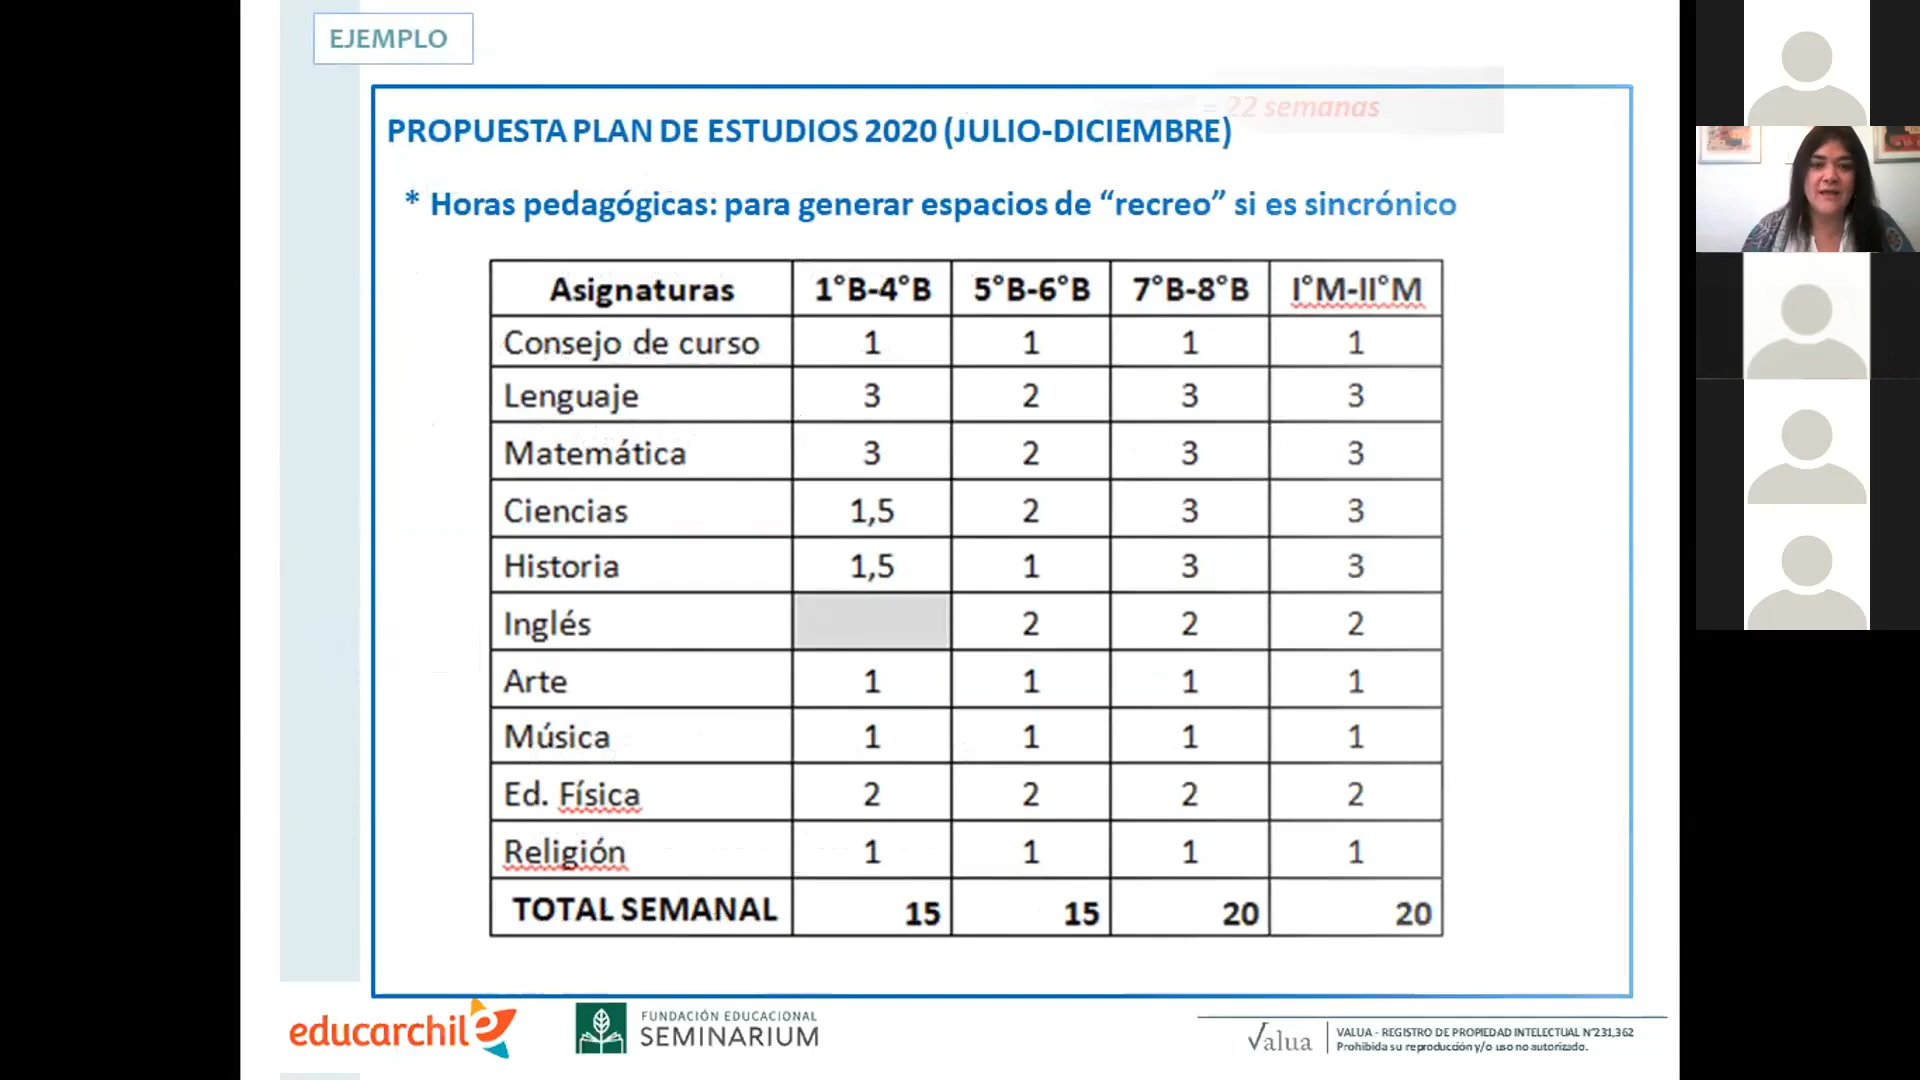 EJEMPLO
= 22 semanas
PROPUESTA PLAN DE ESTUDIOS 2020 (JULIO-DICIEMBRE)
* Horas pedagógicas: para generar espacios de “recreo” si es sincrónico
Asignaturas 1°B-4°B 5°B-6°B 7°B-8°B I°M-II°M
Consejo de curso 1 1 1 1
Lenguaje 3 2 3 3
Matemática 3 2 3 3
Ciencias 1,5 2 3 3
Historia 1,5 1 3 3
Inglés 2 2 2
Arte 1 1 1 1
Música 1 1 1 1
Ed. Física 2 2 2 2
Religión 1 1 1 1
TOTAL SEMANAL 15 15 20 20
educarchile
FUNDACIÓN EDUCACIONAL
SEMINARIUM
Valua
VALUA - REGISTRO DE PROPIEDAD INTELECTUAL N°231,362
Prohibida su reproducción y/o uso no autorizado.